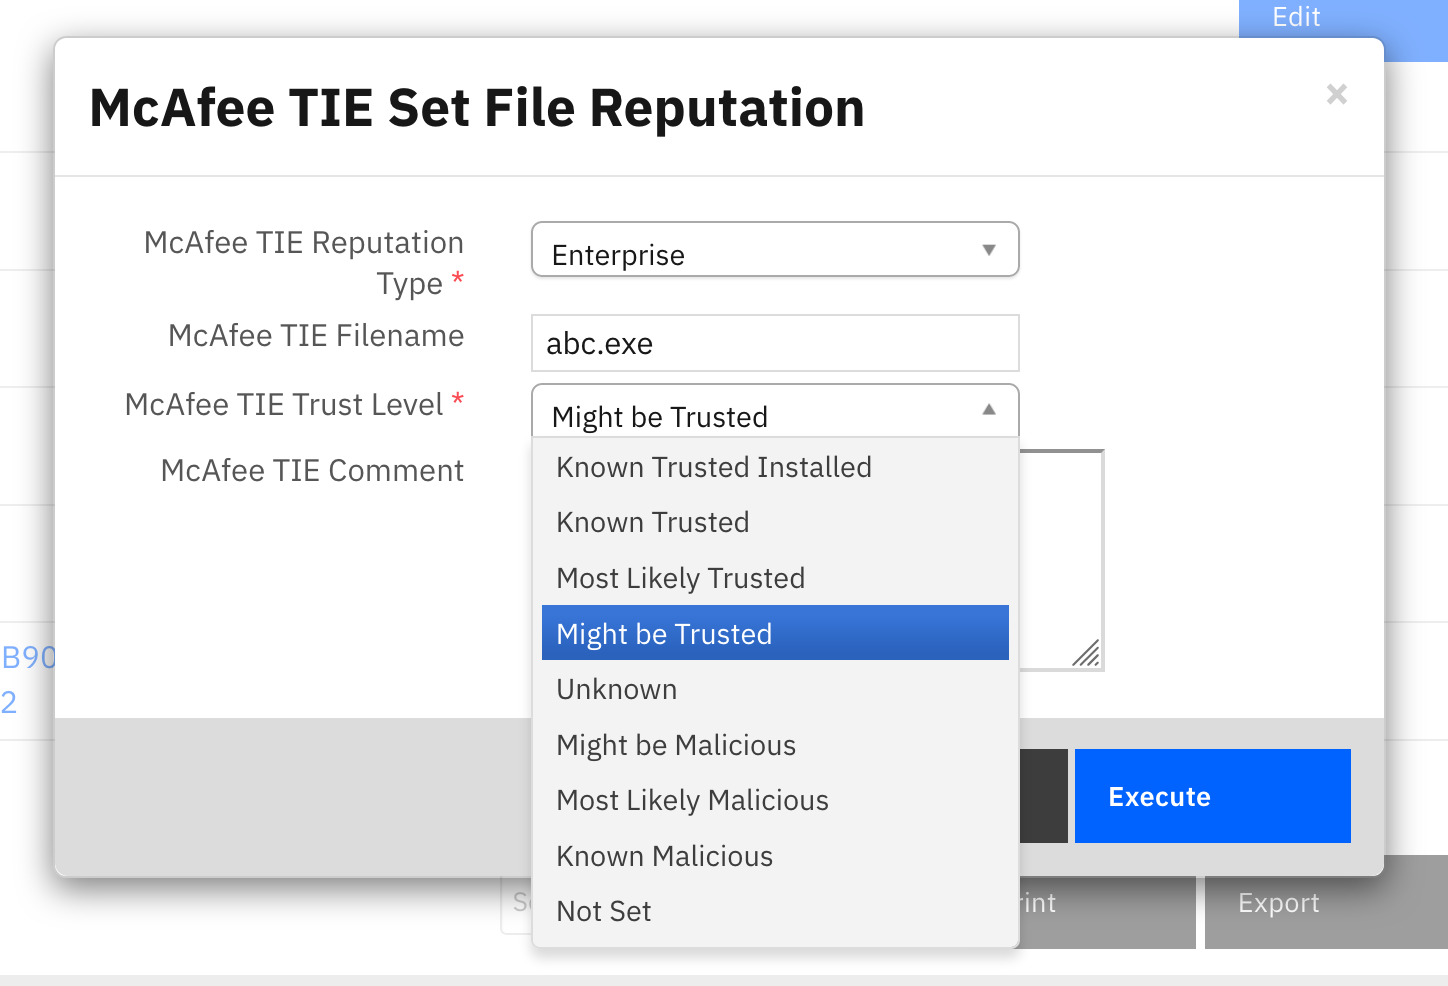 Edit
McAfee TIE Set File Reputation
×
McAfee TIE Reputation
Type *
Enterprise
McAfee TIE Filename
abc.exe
McAfee TIE Trust Level *
Might be Trusted
McAfee TIE Comment
Known Trusted Installed
Known Trusted
Most Likely Trusted
Might be Trusted
Unknown
Might be Malicious
Most Likely Malicious
Known Malicious
Not Set
B90
2
Execute
Export